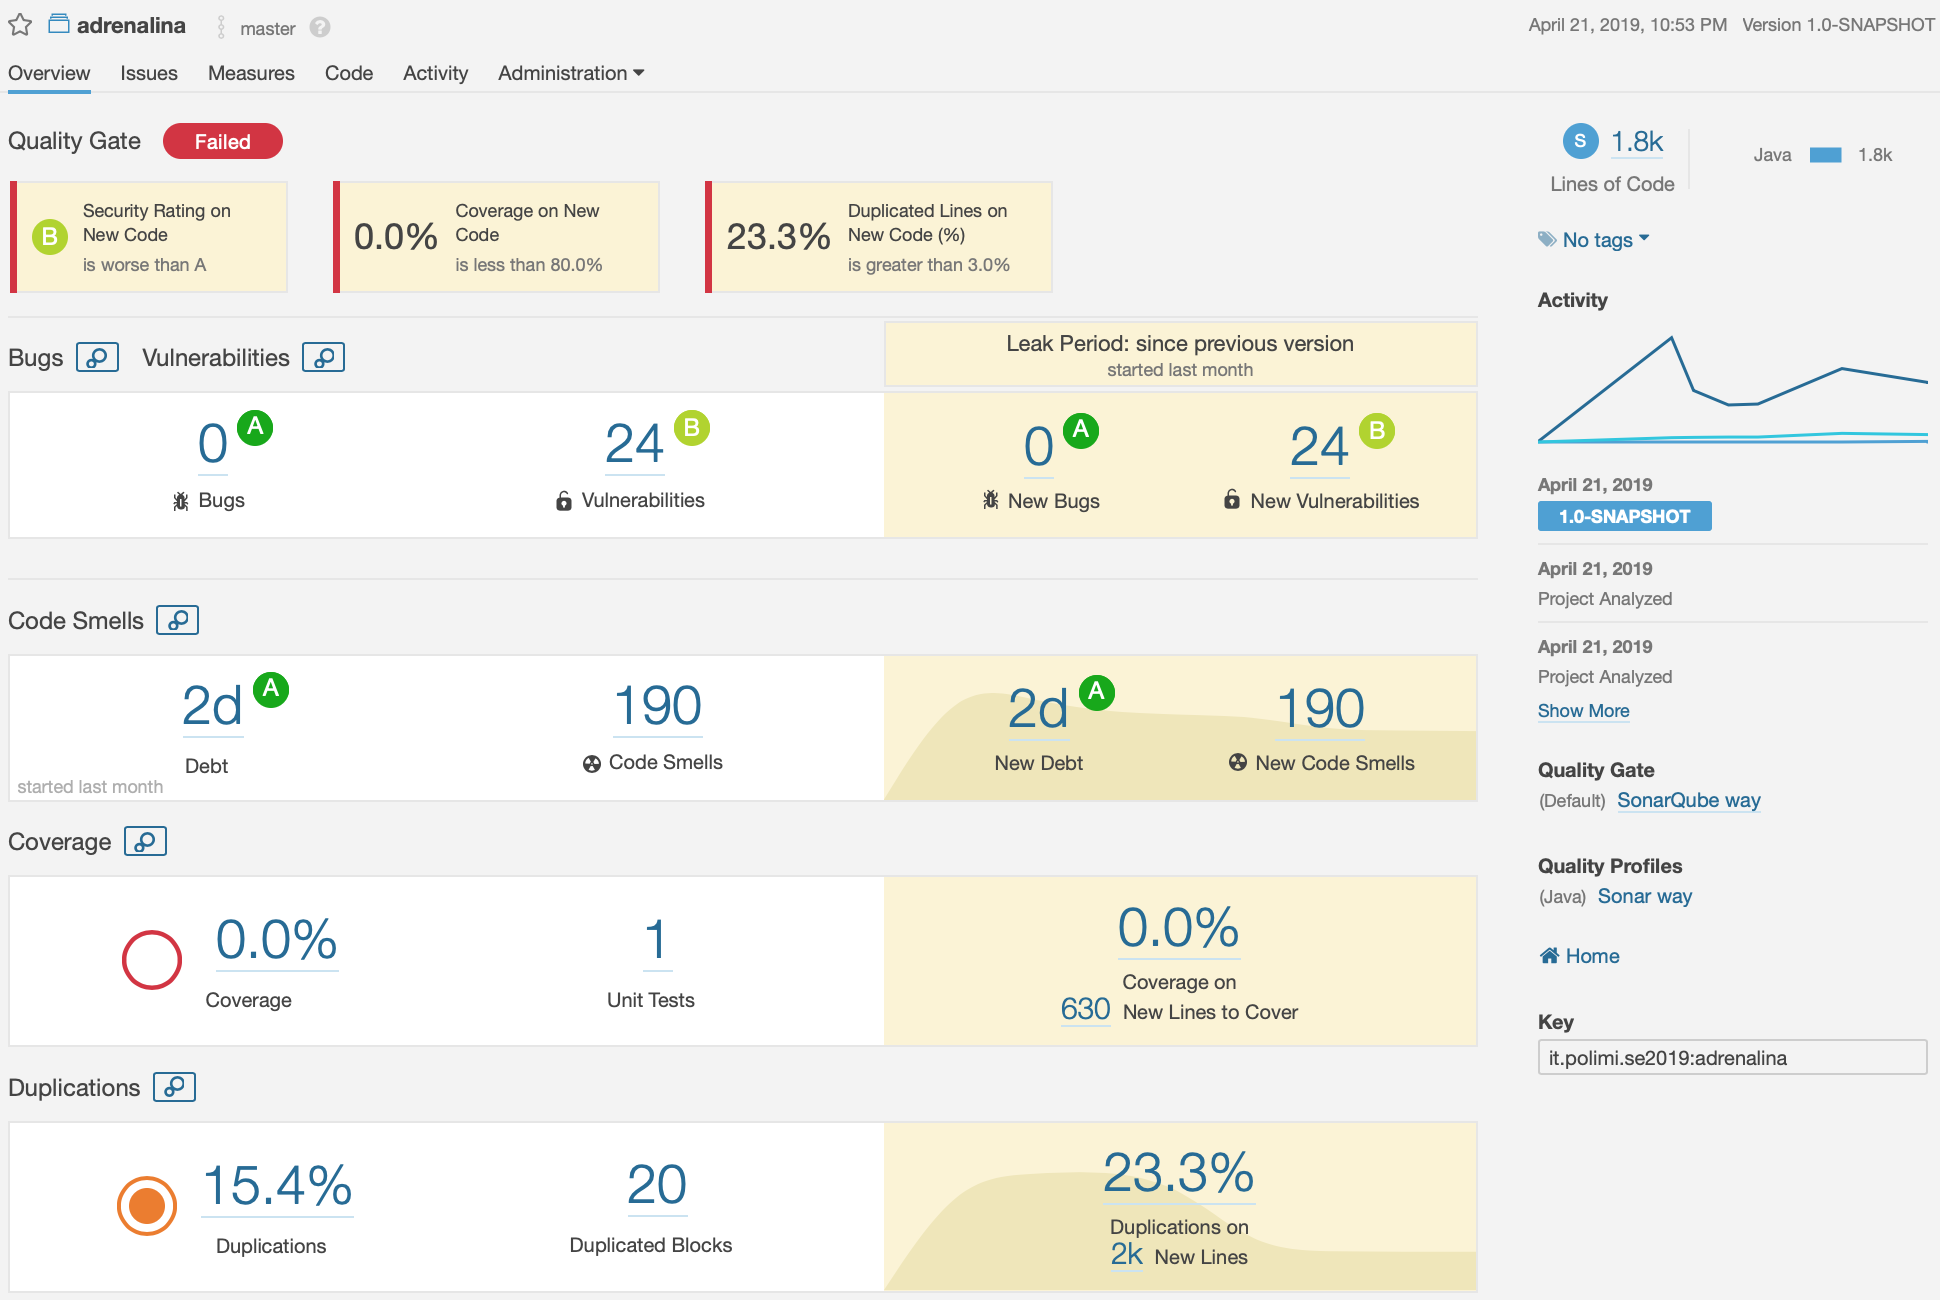 adrenalina master ? April 21, 2019, 10:53 PM Version 1.0-SNAPSHOT
Overview Issues Measures Code Activity Administration
Quality Gate Failed
B Security Rating on New Code is worse than A
0.0% Coverage on New Code is less than 80.0%
23.3% Duplicated Lines on New Code (%) is greater than 3.0%
Bugs Vulnerabilities
Leak Period: since previous version
started last month
0 A
Bugs
24 B
Vulnerabilities
0 A
New Bugs
24 B
New Vulnerabilities
Code Smells
2d A
Debt
started last month
190
Code Smells
2d A
New Debt
190
New Code Smells
Coverage
0.0%
Coverage
1
Unit Tests
0.0%
Coverage on
630 New Lines to Cover
Duplications
15.4%
Duplications
20
Duplicated Blocks
23.3%
Duplications on
2k New Lines
S 1.8k
Lines of Code
Java 1.8k
No tags
Activity
April 21, 2019
1.0-SNAPSHOT
April 21, 2019
Project Analyzed
April 21, 2019
Project Analyzed
Show More
Quality Gate
(Default) SonarQube way
Quality Profiles
(Java) Sonar way
Home
Key
it.polimi.se2019:adrenalina